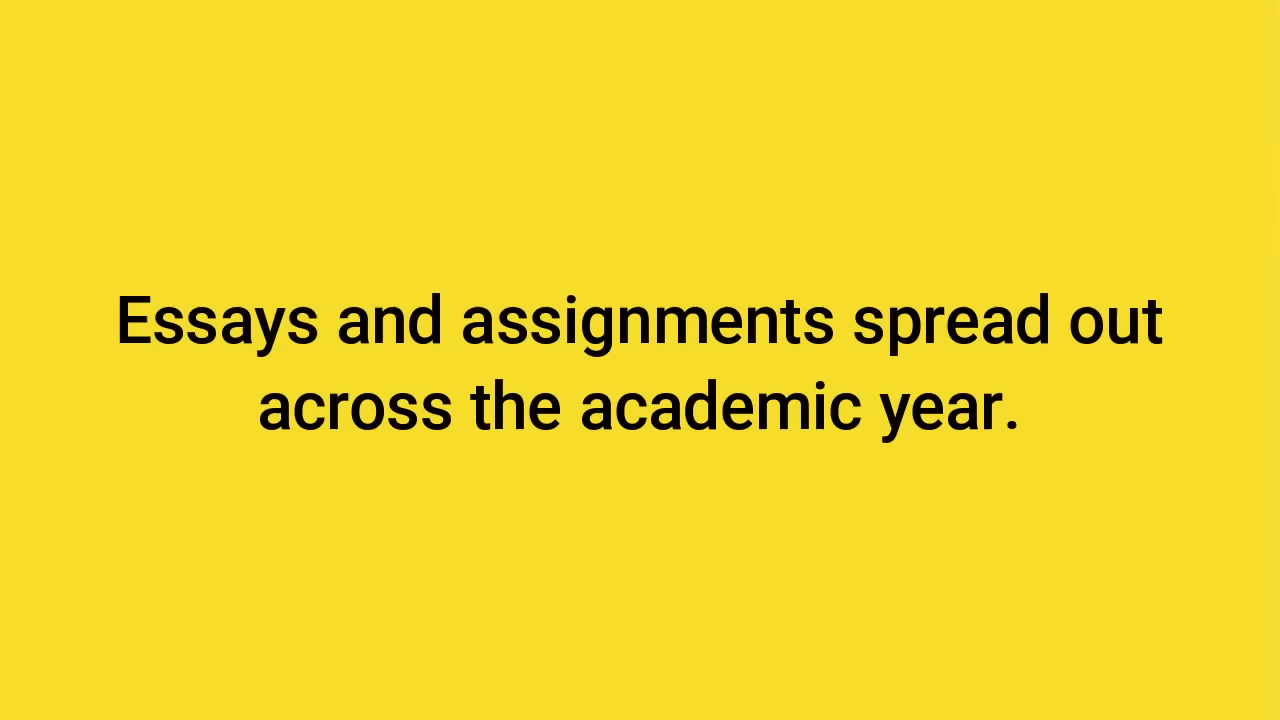 Essays and assignments spread out
across the academic year.